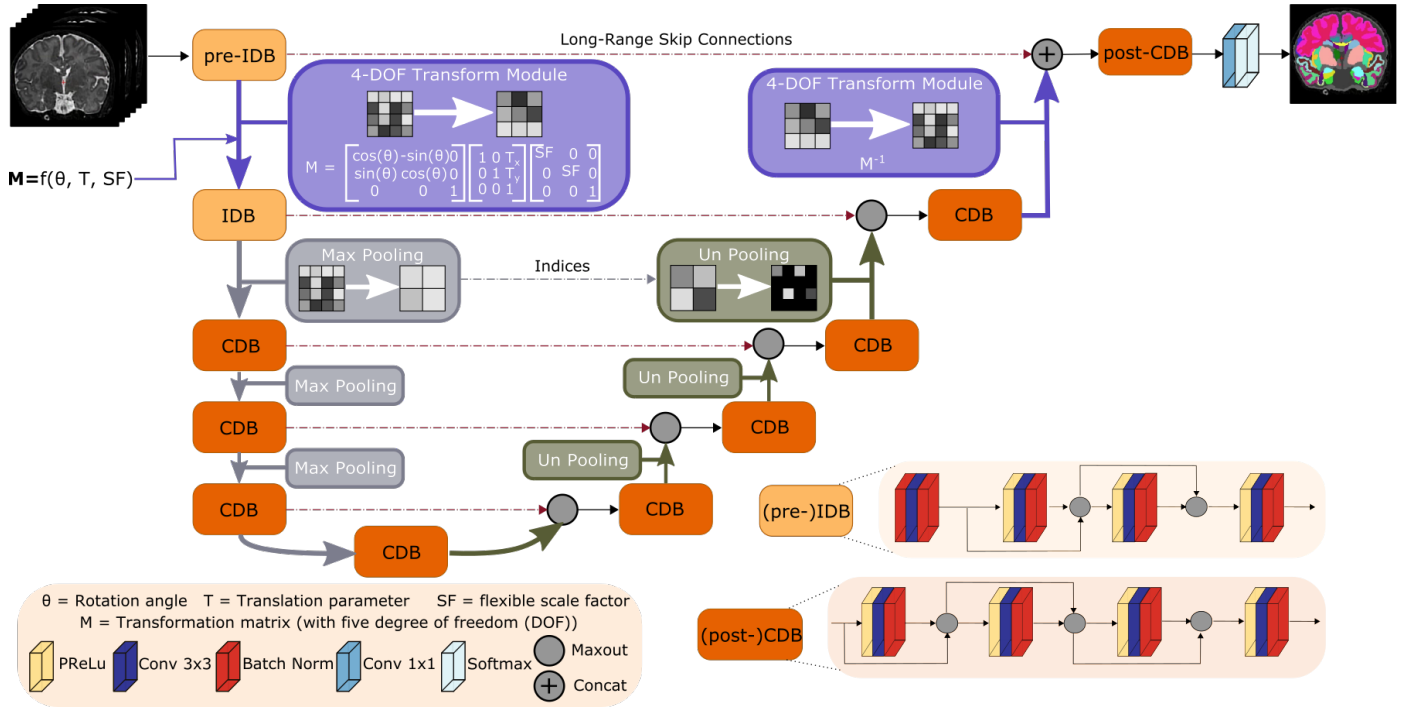 pre-IDB
Long-Range Skip Connections
+
post-CDB
4-DOF Transform Module
M = [cos(θ) -sin(θ) 0] [1 0 Tx] [SF 0 0]
[sin(θ) cos(θ) 0] [0 1 Ty] [0 SF 0]
[0 0 1] [0 0 1] [0 0 1]
4-DOF Transform Module
M⁻¹
M=f(θ, T, SF)
IDB
CDB
Max Pooling
Indices
Un Pooling
CDB
CDB
Max Pooling
Un Pooling
CDB
CDB
Max Pooling
Un Pooling
CDB
CDB
CDB
(pre-)IDB
(post-)CDB
θ = Rotation angle T = Translation parameter SF = flexible scale factor
M = Transformation matrix (with five degree of freedom (DOF))
PReLu
Conv 3x3
Batch Norm
Conv 1x1
Softmax
Maxout
+
Concat